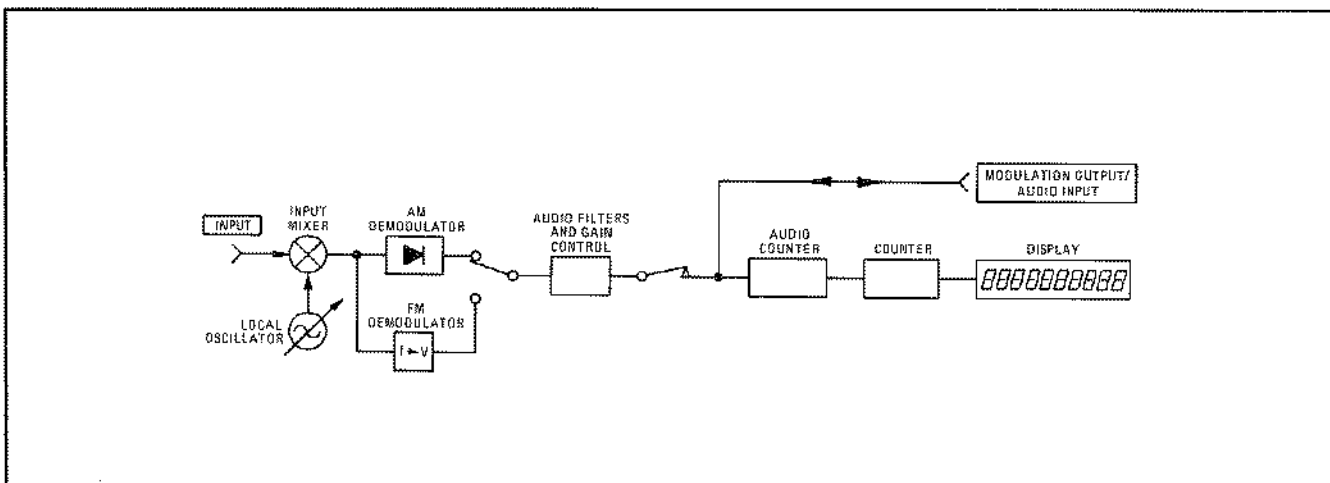 MODULATION OUTPUT/
AUDIO INPUT
INPUT
INPUT
MIXER
AM
DEMODULATOR
AUDIO FILTERS
AND GAIN
CONTROL
AUDIO
COUNTER
COUNTER
DISPLAY
8888888888
LOCAL
OSCILLATOR
FM
DEMODULATOR
f V